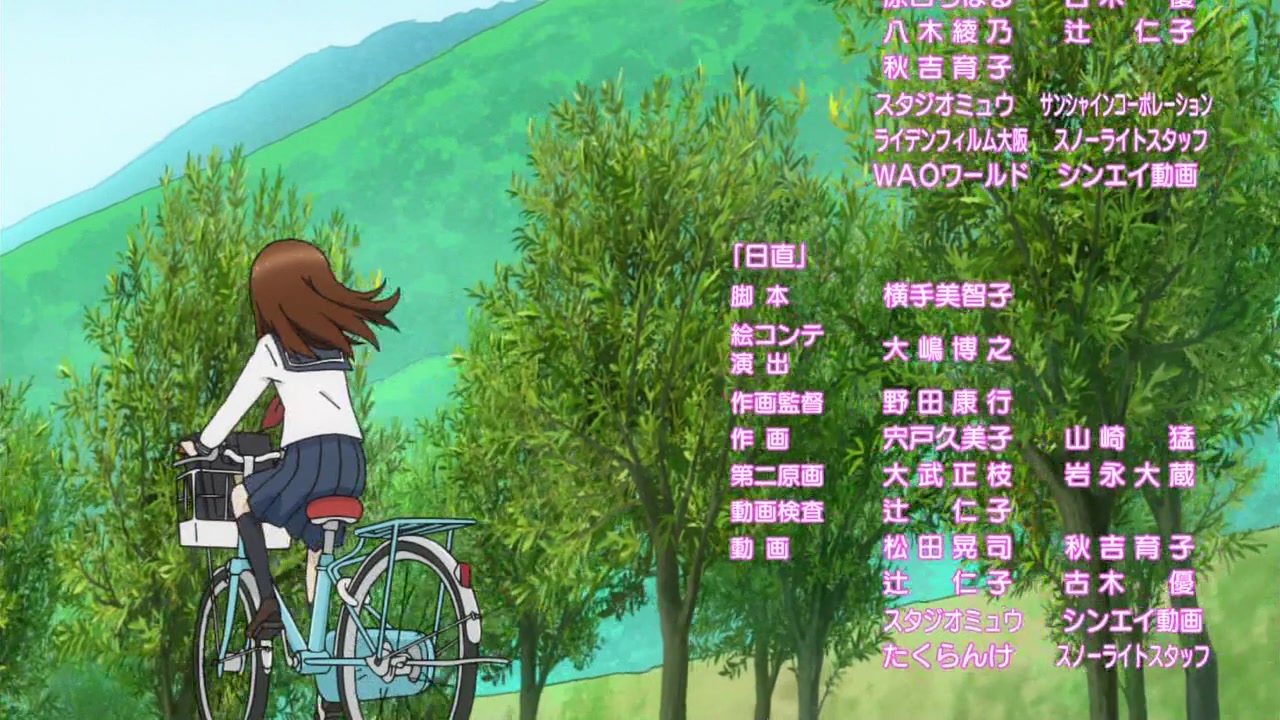 八木綾乃 辻 仁子
秋吉育子
スタジオミュウ サンシャインコーポレーション
ライデンフィルム大阪 スノーライトスタッフ
WAOワールド シンエイ動画
「日直」
脚本 横手美智子
絵コンテ
演出 大嶋博之
作画監督 野田康行
作画 宍戸久美子 山崎 猛
第二原画 大武正枝 岩永大蔵
動画検査 辻 仁子
動画 松田晃司 秋吉育子
辻 仁子 古木 優
スタジオミュウ シンエイ動画
たくらんけ スノーライトスタッフ